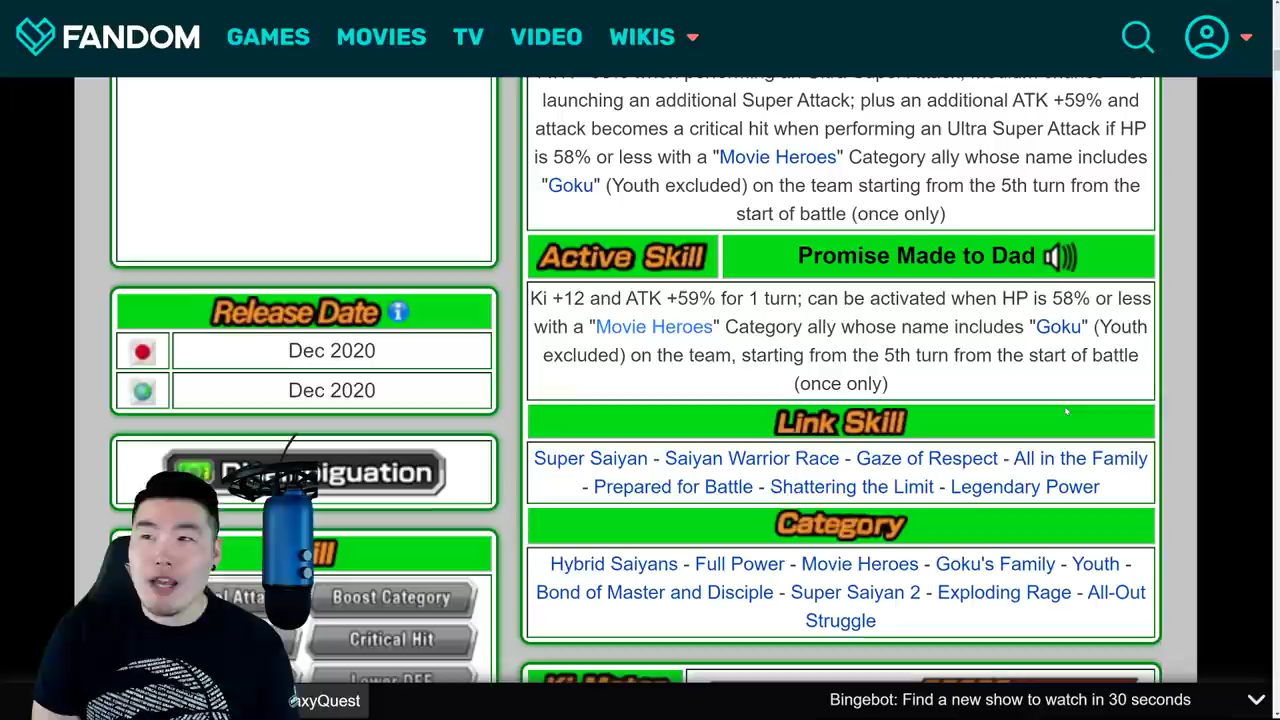 FANDOM GAMES MOVIES TV VIDEO WIKIS
launching an additional Super Attack; plus an additional ATK +59% and
attack becomes a critical hit when performing an Ultra Super Attack if HP
is 58% or less with a "Movie Heroes" Category ally whose name includes
"Goku" (Youth excluded) on the team starting from the 5th turn from the
start of battle (once only)
Active Skill Promise Made to Dad
Ki +12 and ATK +59% for 1 turn; can be activated when HP is 58% or less
with a "Movie Heroes" Category ally whose name includes "Goku" (Youth
excluded) on the team, starting from the 5th turn from the start of battle
(once only)
Link Skill
Super Saiyan - Saiyan Warrior Race - Gaze of Respect - All in the Family
- Prepared for Battle - Shattering the Limit - Legendary Power
Category
Hybrid Saiyans - Full Power - Movie Heroes - Goku's Family - Youth -
Bond of Master and Disciple - Super Saiyan 2 - Exploding Rage - All-Out
Struggle
Release Date
Dec 2020
Dec 2020
Boost Category
Critical Hit
Lower DEF
Ki Meter
Bingebot: Find a new show to watch in 30 seconds